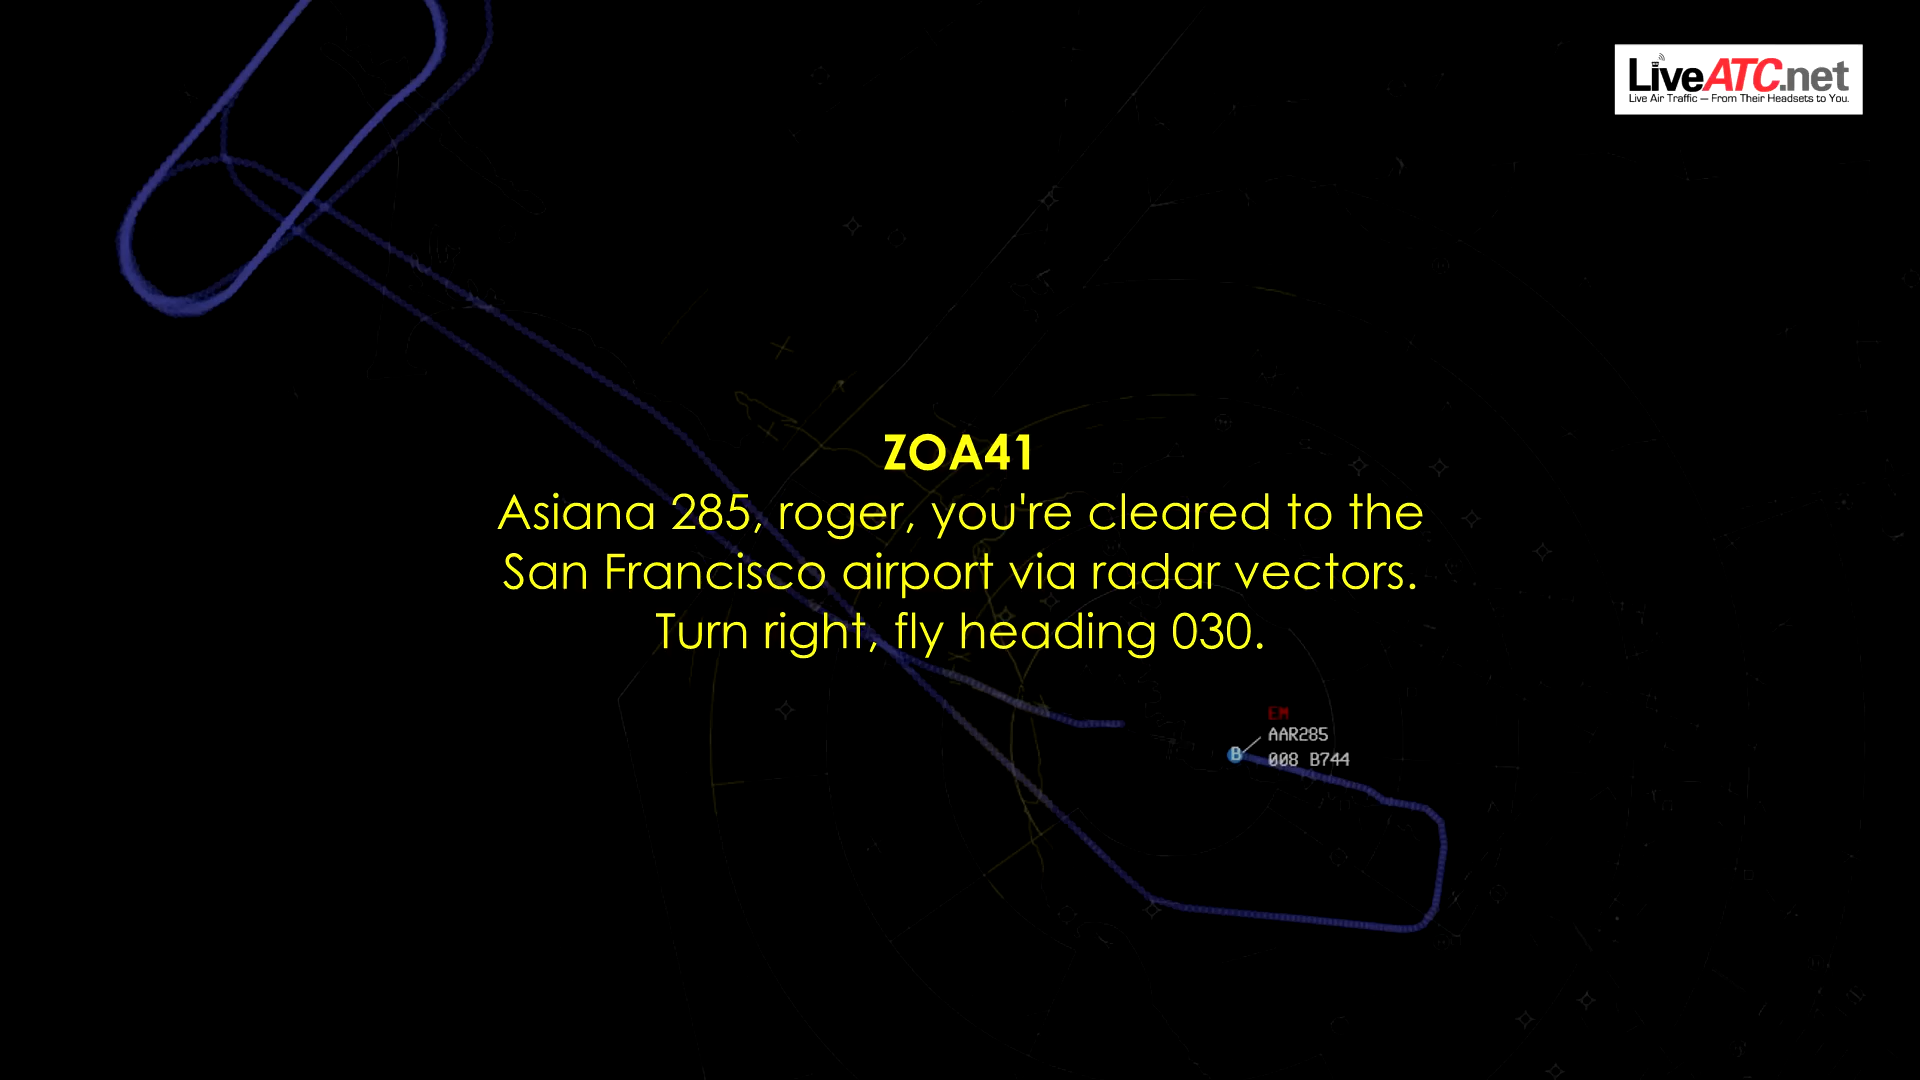 LiveATC.net
Live Air Traffic — From Their Headsets to You.
ZOA41
Asiana 285, roger, you're cleared to the
San Francisco airport via radar vectors.
Turn right, fly heading 030.
EM
AAR285
B
008 B744